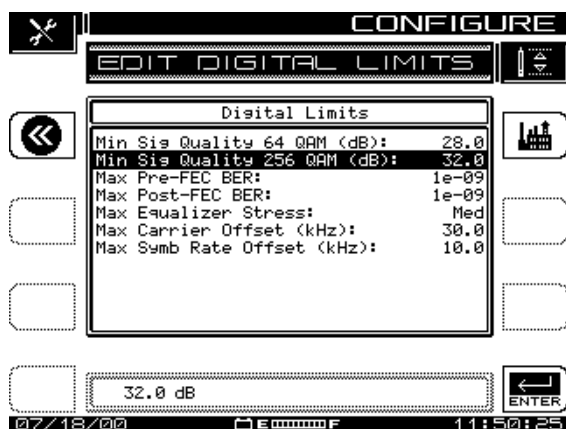 CONFIGURE
EDIT DIGITAL LIMITS
Digital Limits
Min Sig Quality 64 QAM (dB): 28.0
Min Sig Quality 256 QAM (dB): 32.0
Max Pre-FEC BER: 1e-09
Max Post-FEC BER: 1e-09
Max Equalizer Stress: Med
Max Carrier Offset (kHz): 30.0
Max Symb Rate Offset (kHz): 10.0
32.0 dB
ENTER
07/18/00 E F 11:50:25